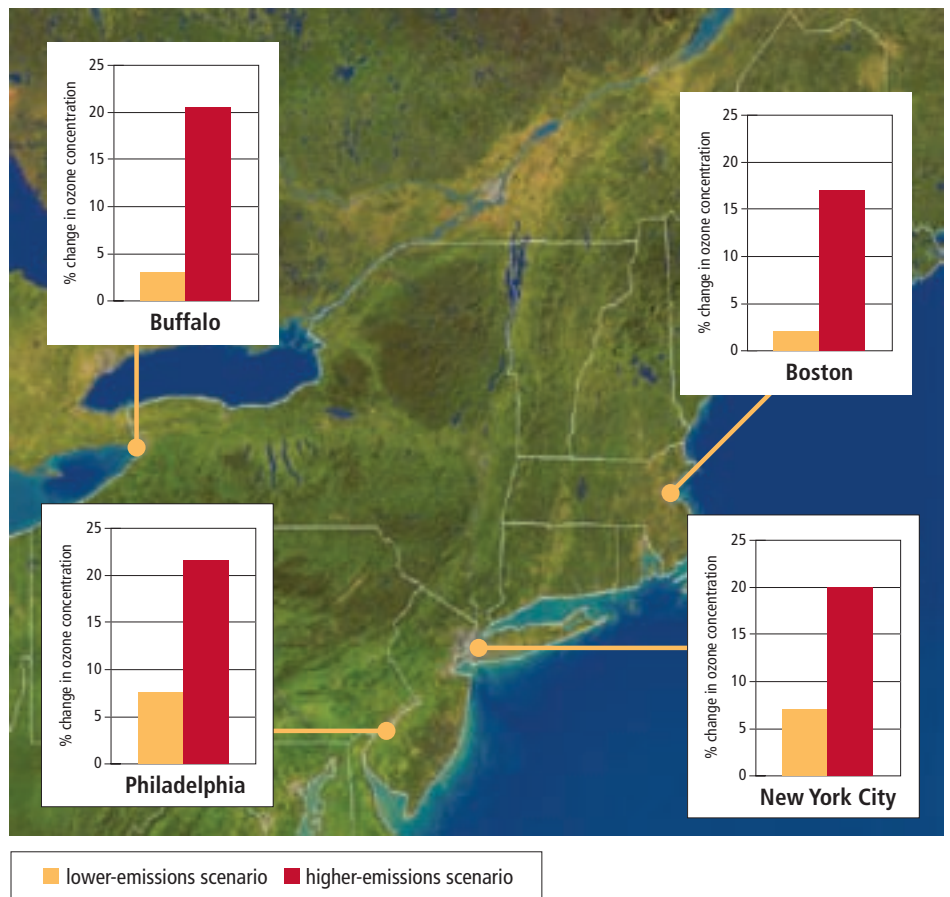 25
20
15
10
5
0
% change in ozone concentration
Buffalo
25
20
15
10
5
0
% change in ozone concentration
Boston
25
20
15
10
5
0
% change in ozone concentration
Philadelphia
25
20
15
10
5
0
% change in ozone concentration
New York City
lower-emissions scenario higher-emissions scenario